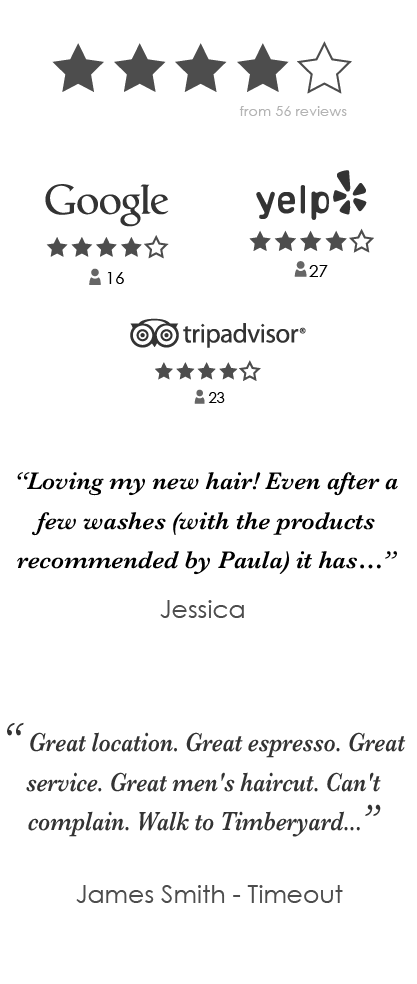 from 56 reviews
Google
yelp
16
27
tripadvisor®
23
“Loving my new hair! Even after a
few washes (with the products
recommended by Paula) it has...”
Jessica
“ Great location. Great espresso. Great
service. Great men's haircut. Can't
complain. Walk to Timberyard...”
James Smith - Timeout